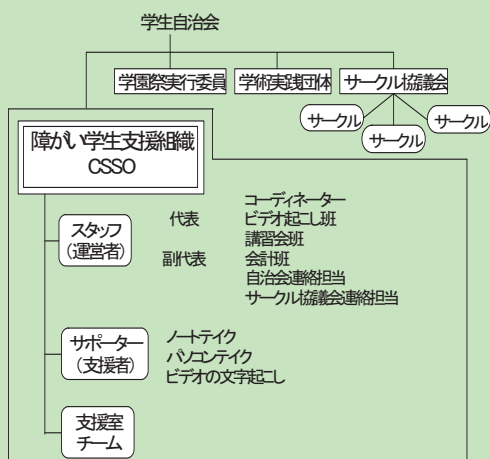 学生自治会
学園祭実行委員
学術実践団体
サークル協議会
サークル
サークル
サークル
障がい学生支援組織
CSSO
スタッフ
(運営者)
代表
副代表
コーディネーター
ビデオ起こし班
講習会班
会計班
自治会連絡担当
サークル協議会連絡担当
サポーター
(支援者)
ノートテイク
パソコンテイク
ビデオの文字起こし
支援室
チーム